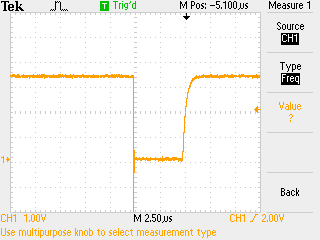 Tek T Trig'd M Pos: -5.100µs Measure 1
Source
CH1
Type
Freq
Value
?
1
Back
CH1 1.00V M 2.50µs CH1 2.00V
Use multipurpose knob to select measurement type